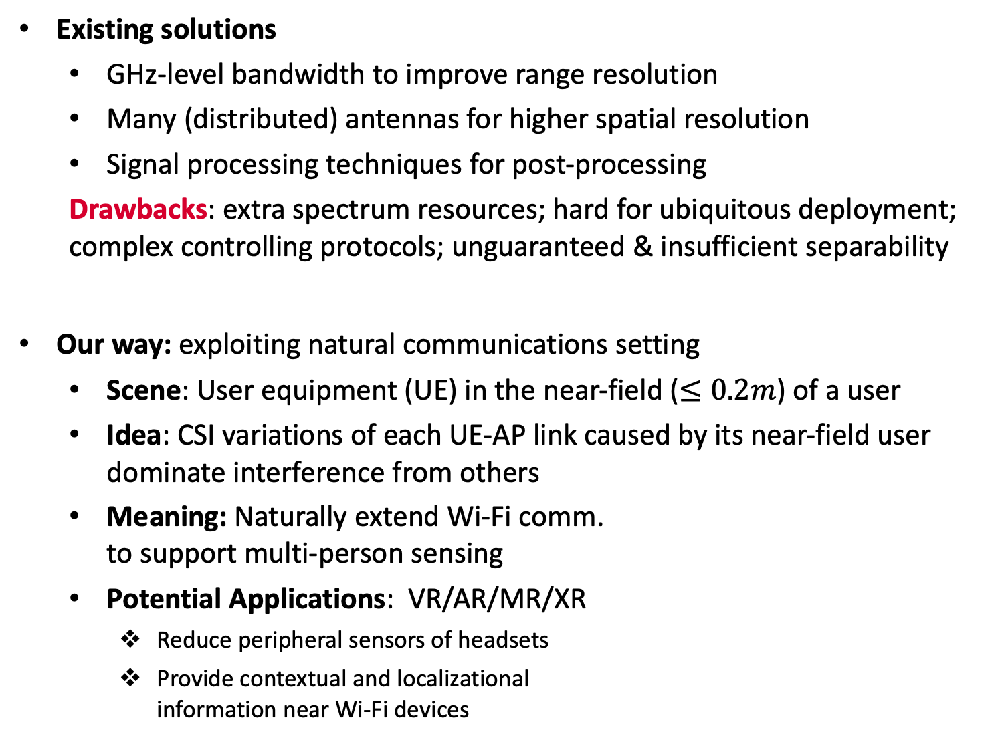 • Existing solutions
• GHz-level bandwidth to improve range resolution
• Many (distributed) antennas for higher spatial resolution
• Signal processing techniques for post-processing
Drawbacks: extra spectrum resources; hard for ubiquitous deployment;
complex controlling protocols; unguaranteed & insufficient separability
• Our way: exploiting natural communications setting
• Scene: User equipment (UE) in the near-field (≤ 0.2m) of a user
• Idea: CSI variations of each UE-AP link caused by its near-field user
dominate interference from others
• Meaning: Naturally extend Wi-Fi comm.
to support multi-person sensing
• Potential Applications: VR/AR/MR/XR
❖ Reduce peripheral sensors of headsets
❖ Provide contextual and localizational
information near Wi-Fi devices